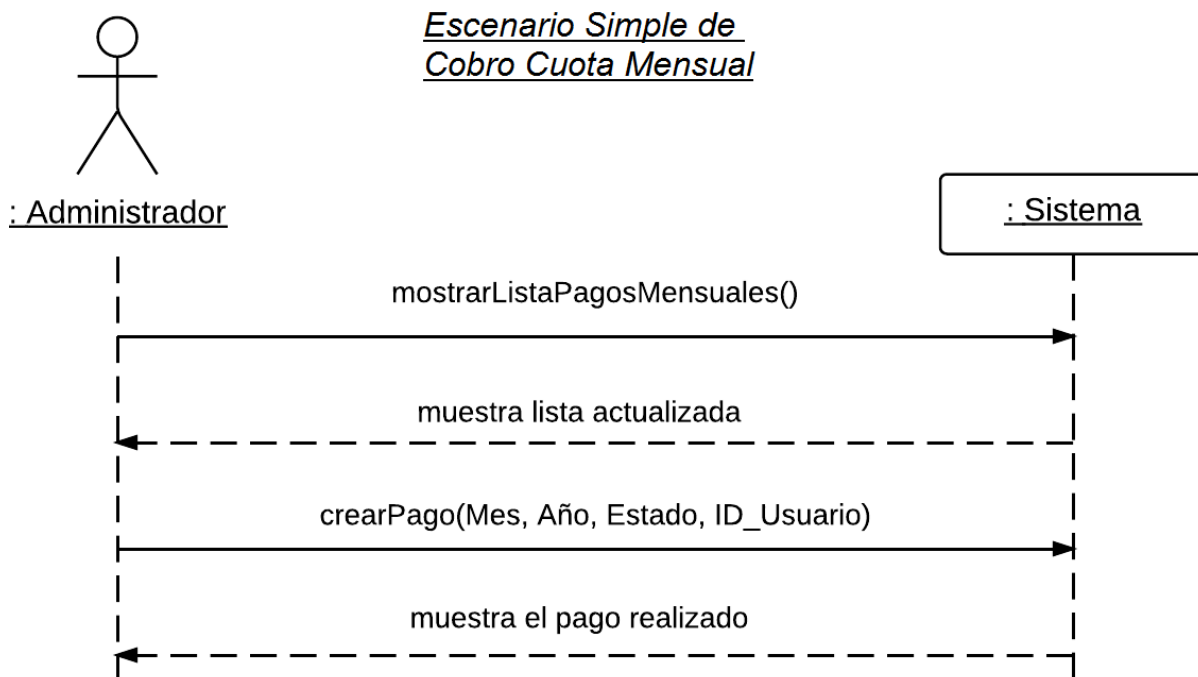 Escenario Simple de
Cobro Cuota Mensual
: Administrador
: Sistema
mostrarListaPagosMensuales()
muestra lista actualizada
crearPago(Mes, Año, Estado, ID_Usuario)
muestra el pago realizado